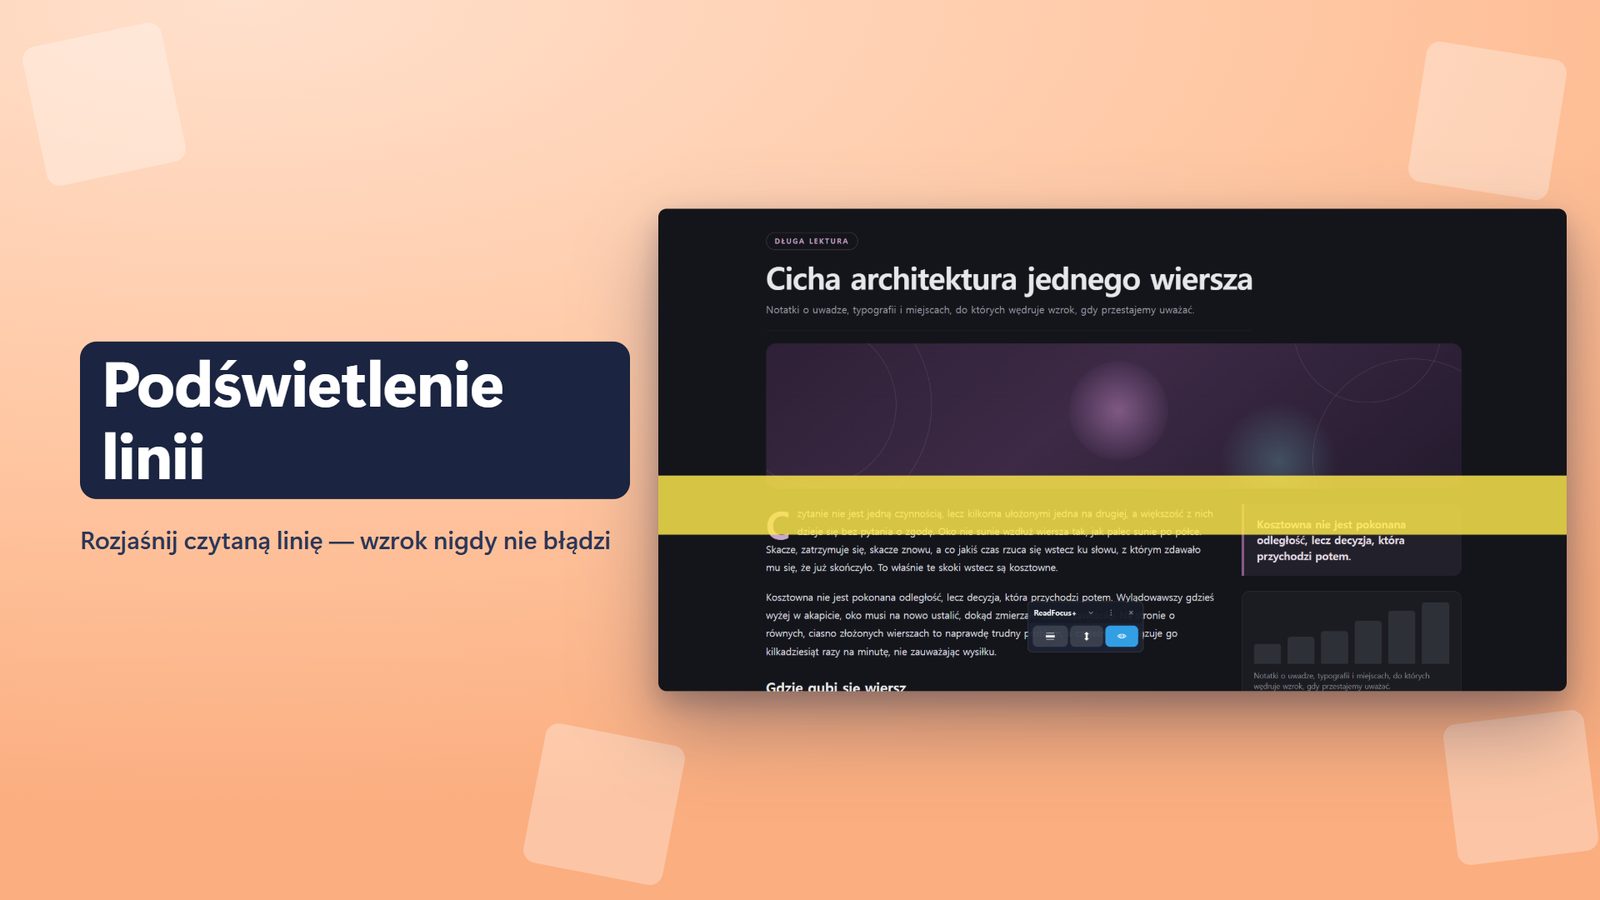 Podświetlenie
linii
Rozjaśnij czytaną linię — wzrok nigdy nie błądzi
DŁUGA LEKTURA
Cicha architektura jednego wiersza
Notatki o uwadze, typografii i miejscach, do których wędruje wzrok, gdy przestajemy uważać.
Czytanie nie jest jedną czynnością, lecz kilkoma ułożonymi jedna na drugiej, a większość z nich
dzieje się bez pytania o zgodę. Oko nie sunie wzdłuż wiersza tak, jak palec sunie po półce.
Skacze, zatrzymuje się, skacze znowu, a co jakiś czas rzuca się wstecz ku słowu, z którym zdawało
mu się, że już skończyło. To właśnie te skoki wstecz są kosztowne.
Kosztowna nie jest pokonana odległość, lecz decyzja, która przychodzi potem. Wylądowawszy gdzieś
wyżej w akapicie, oko musi na nowo ustalić, dokąd zmierza
równych, ciasno złożonych wierszach to naprawdę trudny
kilkadziesiąt razy na minutę, nie zauważając wysiłku.
Gdzie gubi się wiersz
ReadFocus+
Kosztowna nie jest pokonana
odległość, lecz decyzja, która
przychodzi potem.
Notatki o uwadze, typografii i miejscach, do których
wędruje wzrok, gdy przestajemy uważać.